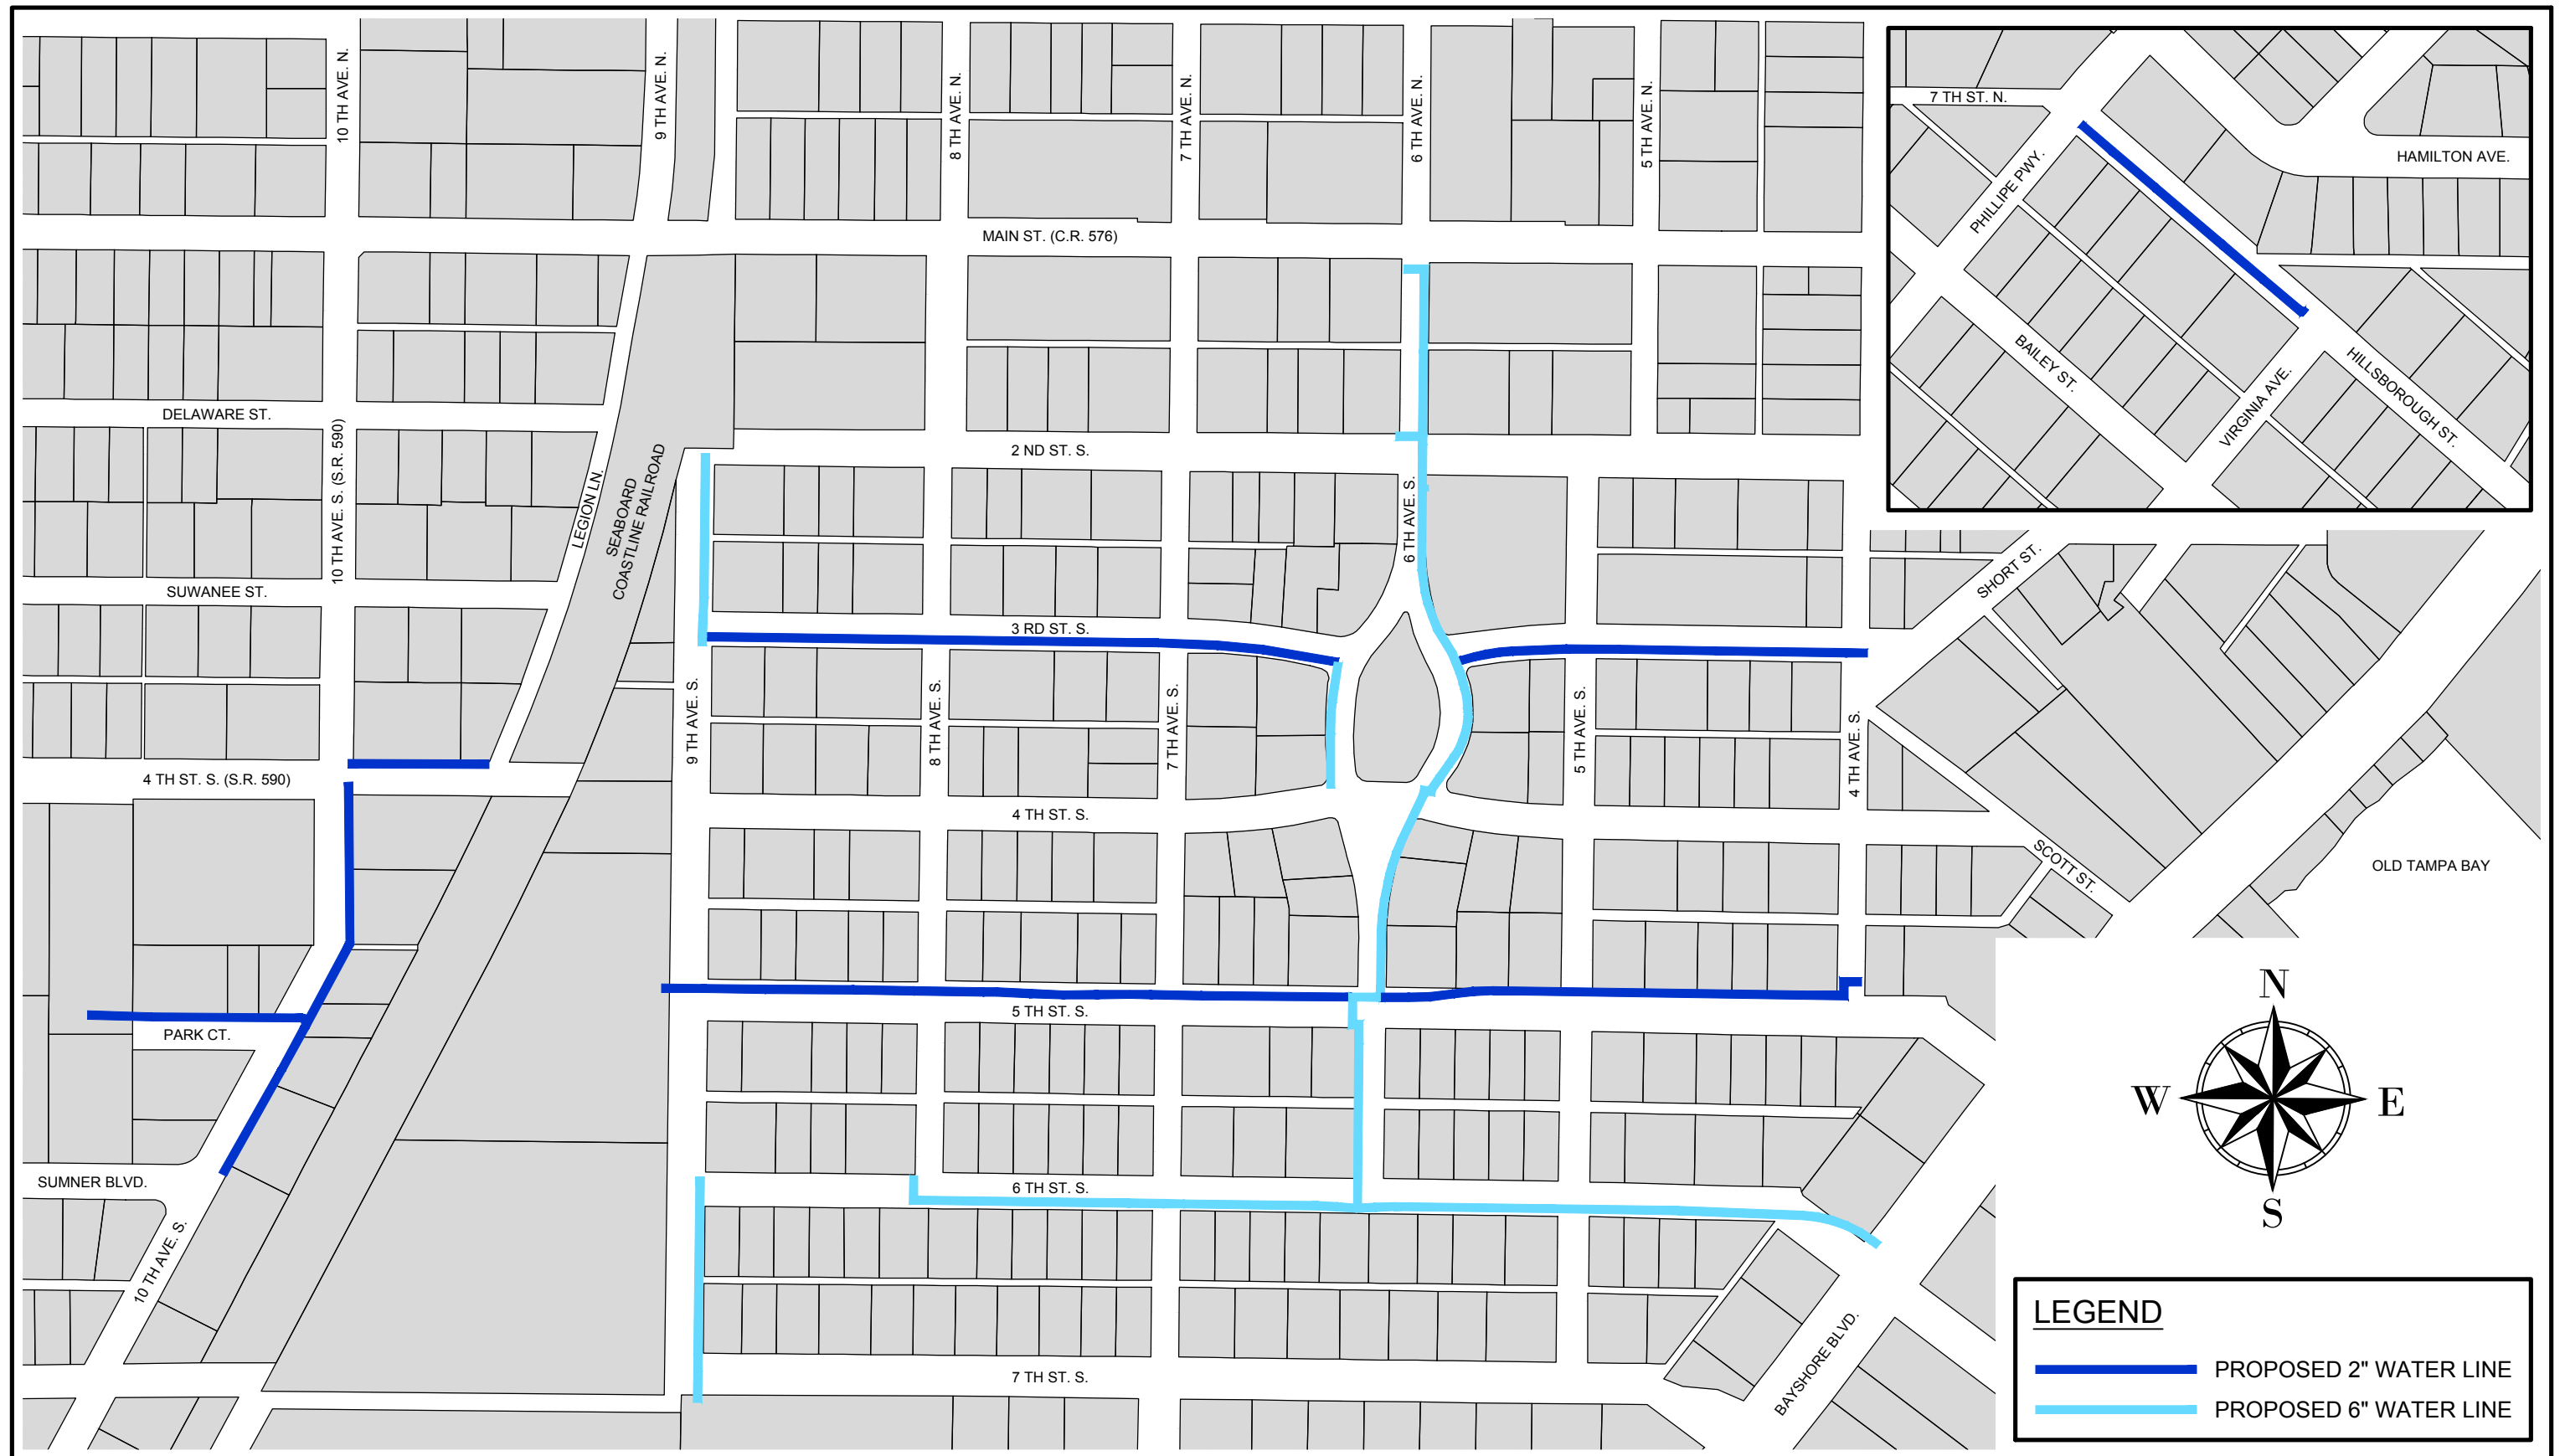 10 TH AVE. N.
9 TH AVE. N.
8 TH AVE. N.
7 TH AVE. N.
6 TH AVE. N.
5 TH AVE. N.
7 TH ST. N.
HAMILTON AVE.
PHILLIPE PWY.
BAILEY ST.
VIRGINIA AVE.
HILLSBOROUGH ST.
MAIN ST. (C.R. 576)
DELAWARE ST.
10 TH AVE. S. (S.R. 590)
LEGION LN.
SEABOARD
COASTLINE RAILROAD
2 ND ST. S.
6 TH AVE. S.
SUWANEE ST.
SHORT ST.
3 RD ST. S.
9 TH AVE. S.
8 TH AVE. S.
7 TH AVE. S.
5 TH AVE. S.
4 TH AVE. S.
4 TH ST. S. (S.R. 590)
4 TH ST. S.
SCOTT ST.
OLD TAMPA BAY
PARK CT.
5 TH ST. S.
N
W
E
S
SUMNER BLVD.
6 TH ST. S.
10 TH AVE. S.
7 TH ST. S.
BAYSHORE BLVD.
LEGEND
PROPOSED 2" WATER LINE
PROPOSED 6" WATER LINE